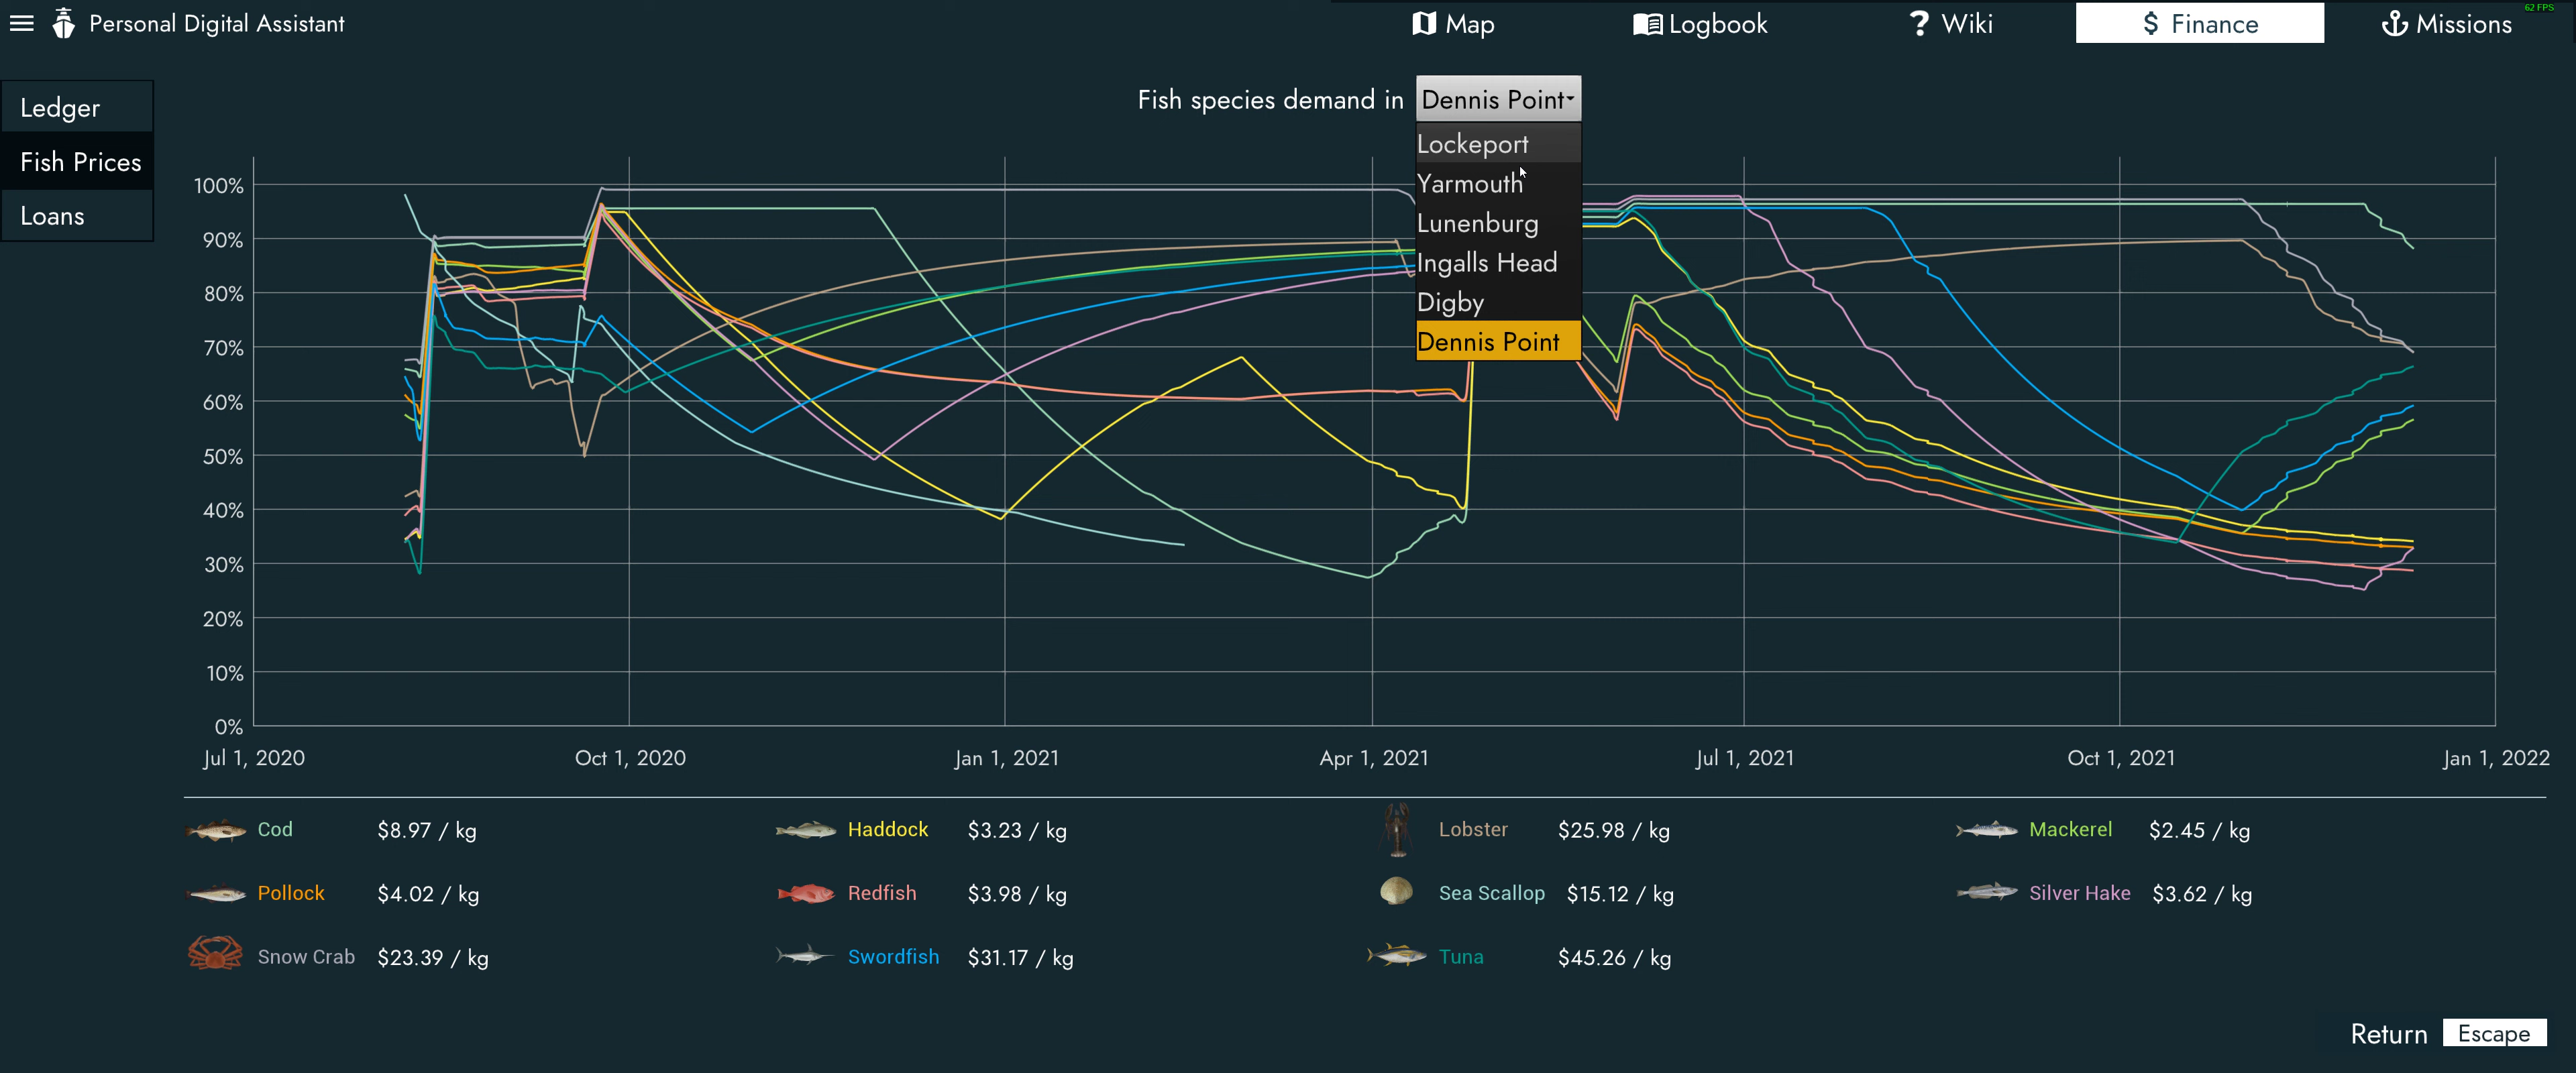 Personal Digital Assistant
Map
Logbook
? Wiki
$ Finance
Missions
62 FPS
Ledger
Fish Prices
Loans
Fish species demand in Dennis Point
Lockeport
Yarmouth
Lunenburg
Ingalls Head
Digby
Dennis Point
100%
90%
80%
70%
60%
50%
40%
30%
20%
10%
0%
Jul 1, 2020
Oct 1, 2020
Jan 1, 2021
Apr 1, 2021
Jul 1, 2021
Oct 1, 2021
Jan 1, 2022
Cod $8.97 / kg
Haddock $3.23 / kg
Lobster $25.98 / kg
Mackerel $2.45 / kg
Pollock $4.02 / kg
Redfish $3.98 / kg
Sea Scallop $15.12 / kg
Silver Hake $3.62 / kg
Snow Crab $23.39 / kg
Swordfish $31.17 / kg
Tuna $45.26 / kg
Return Escape